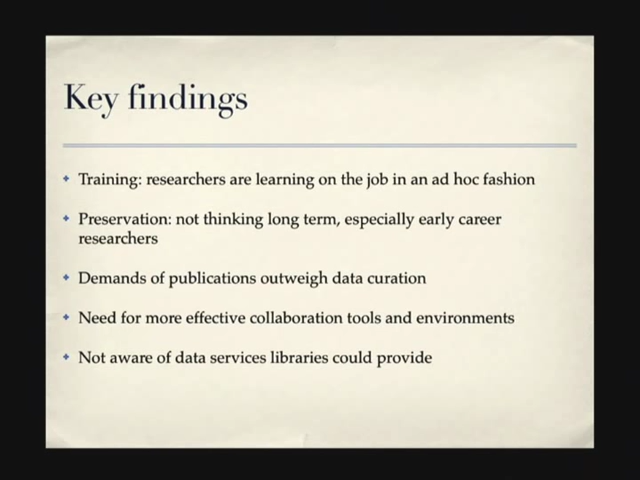 Key findings
Training: researchers are learning on the job in an ad hoc fashion
Preservation: not thinking long term, especially early career
researchers
Demands of publications outweigh data curation
Need for more effective collaboration tools and environments
Not aware of data services libraries could provide